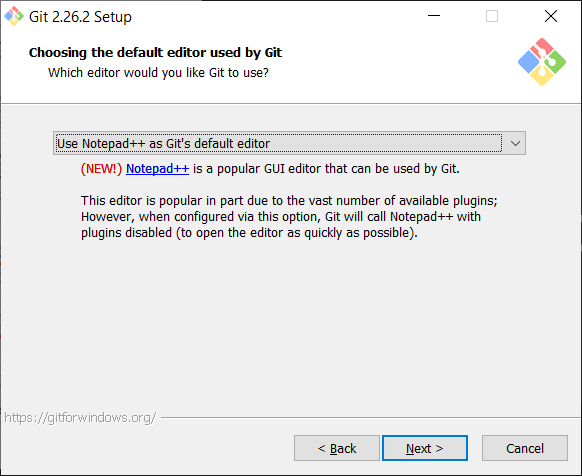 Git 2.26.2 Setup
Choosing the default editor used by Git
Which editor would you like Git to use?
Use Notepad++ as Git's default editor
(NEW!) Notepad++ is a popular GUI editor that can be used by Git.
This editor is popular in part due to the vast number of available plugins;
However, when configured via this option, Git will call Notepad++ with
plugins disabled (to open the editor as quickly as possible).
https://gitforwindows.org/
< Back Next > Cancel